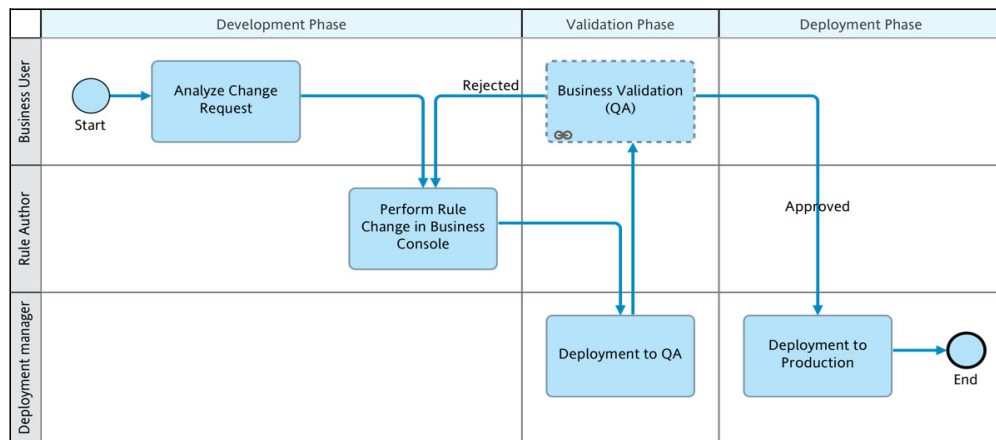 Development Phase
Validation Phase
Deployment Phase
Business User
Start
Analyze Change
Request
Rejected
Business Validation
(QA)
Rule Author
Perform Rule
Change in Business
Console
Approved
Deployment manager
Deployment to QA
Deployment to
Production
End